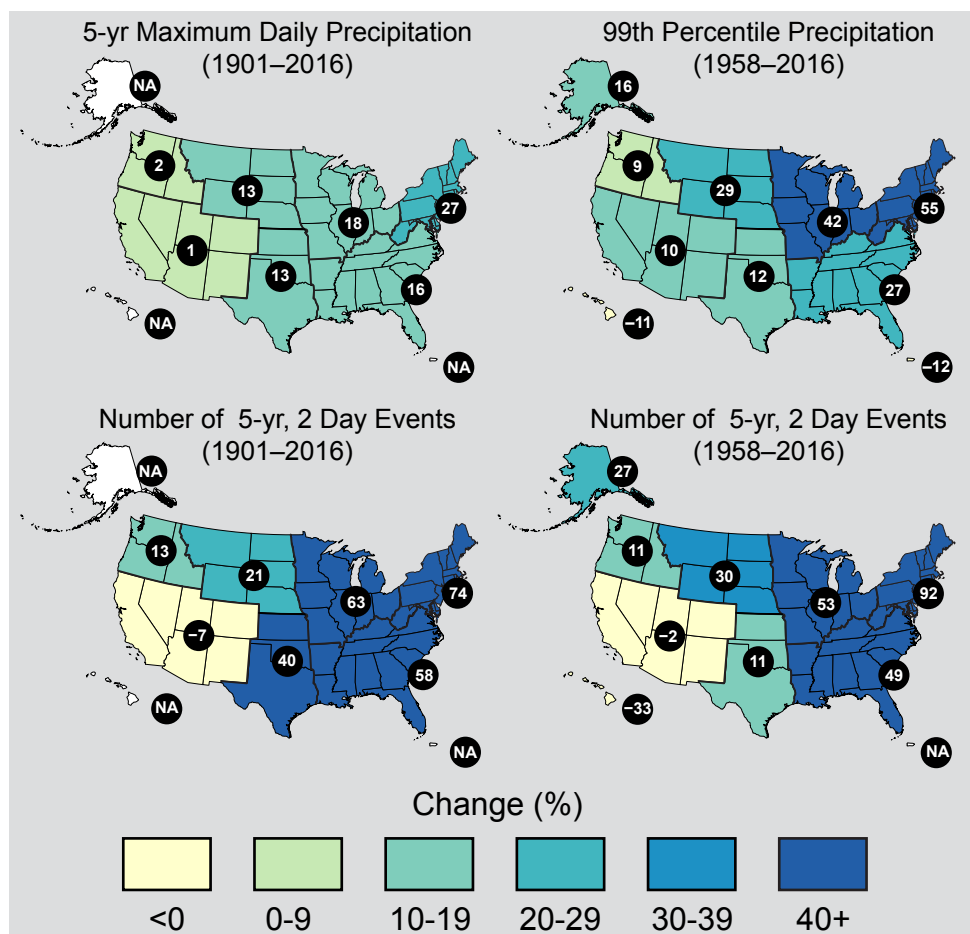 5-yr Maximum Daily Precipitation
(1901–2016)
NA
2
13
18
27
1
13
16
NA
NA
99th Percentile Precipitation
(1958–2016)
16
9
29
42
55
10
12
27
−11
−12
Number of 5-yr, 2 Day Events
(1901–2016)
NA
13
21
63
74
−7
40
58
NA
NA
Number of 5-yr, 2 Day Events
(1958–2016)
27
11
30
53
92
−2
11
49
−33
NA
Change (%)
<0 0-9 10-19 20-29 30-39 40+